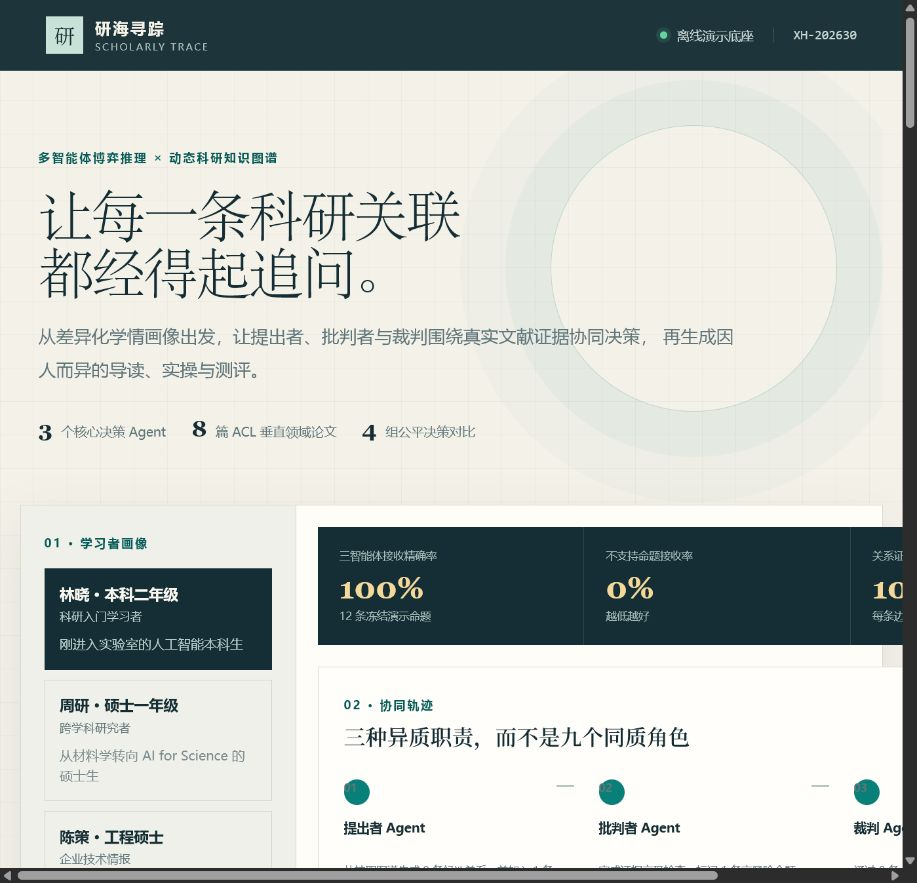 研
研海寻踪
SCHOLARLY TRACE
离线演示底座
XH-202630
多智能体博弈推理 × 动态科研知识图谱
让每一条科研关联
都经得起追问。
从差异化学情画像出发，让提出者、批判者与裁判围绕真实文献证据协同决策， 再生成因
人而异的导读、实操与测评。
3 个核心决策 Agent
8 篇 ACL 垂直领域论文
4 组公平决策对比
01 · 学习者画像
林晓 · 本科二年级
科研入门学习者
刚进入实验室的人工智能本科生
周研 · 硕士一年级
跨学科研究者
从材料学转向 AI for Science 的
硕士生
陈策 · 工程硕士
企业技术情报
三智能体接收精确率
100%
12 条冻结演示命题
不支持命题接收率
0%
越低越好
关系证
10
每条边
02 · 协同轨迹
三种异质职责，而不是九个同质角色
01
提出者 Agent
02
批判者 Agent
03
裁判 Ag